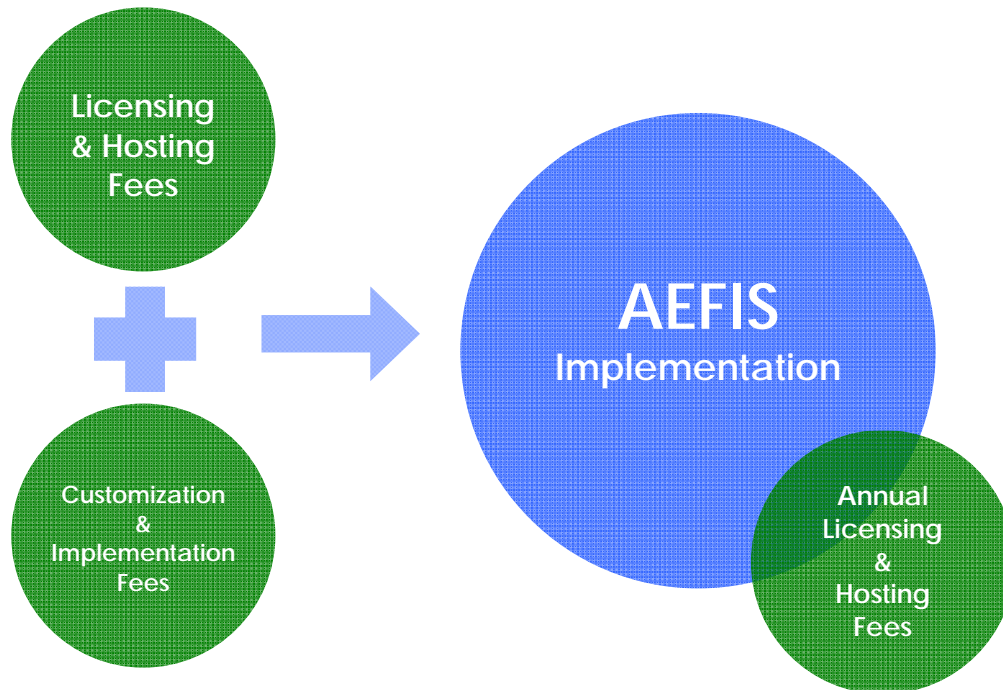 Licensing
& Hosting
Fees
Customization
&
Implementation
Fees
AEFIS
Implementation
Annual
Licensing
&
Hosting
Fees